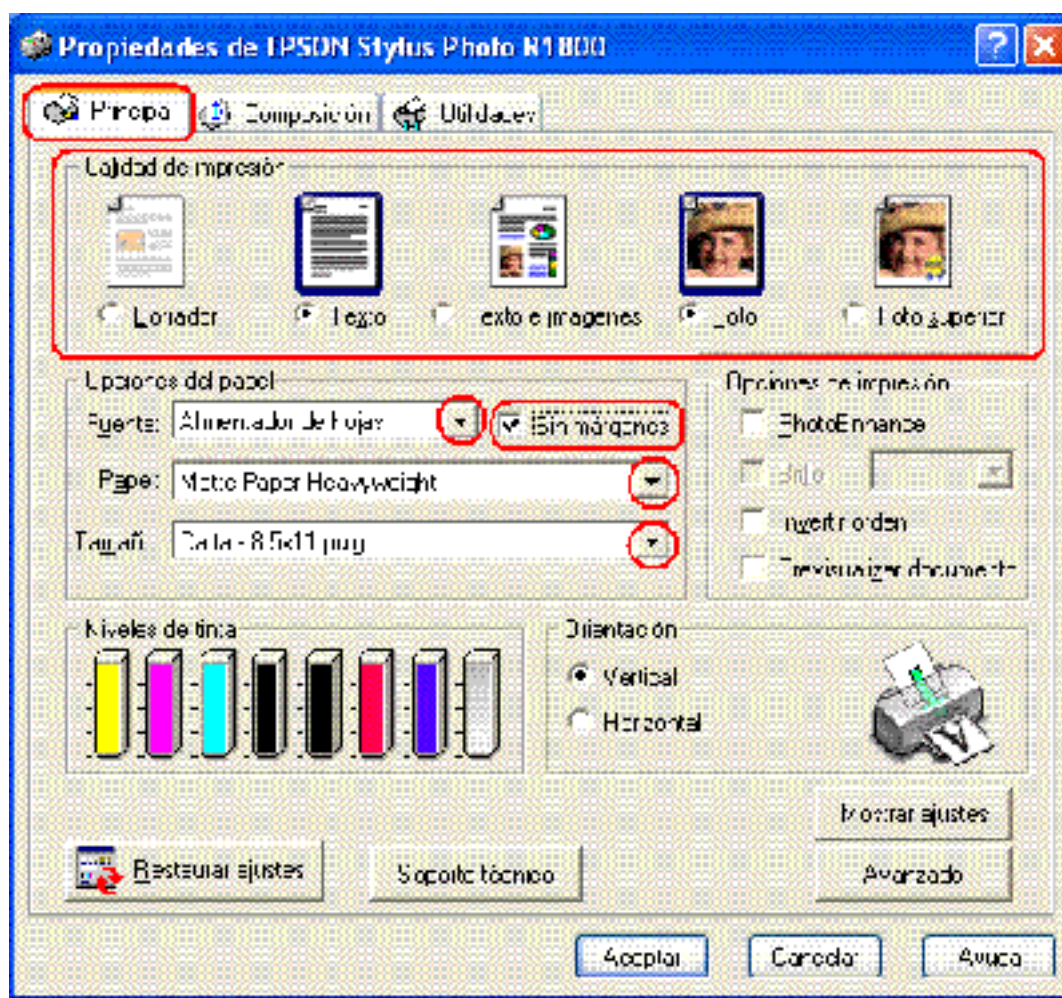 Propiedades de EPSON Stylus Photo R1800
Principal Composición Utilidades
Calidad de impresión
Borrador Texto Texto e imágenes Foto Foto superior
Opciones del papel
Fuente: Alimentador de hojas Sin márgenes
Papel Matte Paper Heavyweight
Tamañ Carta - 8.5x11 pulg
Opciones de impresión
PhotoEnhance
Brillo
Invertir orden
Previsualizar documento
Niveles de tinta
Orientación
Vertical
Horizontal
Mostrar ajustes
Restaurar ajustes Soporte técnico Avanzado
Aceptar Cancelar Ayuda